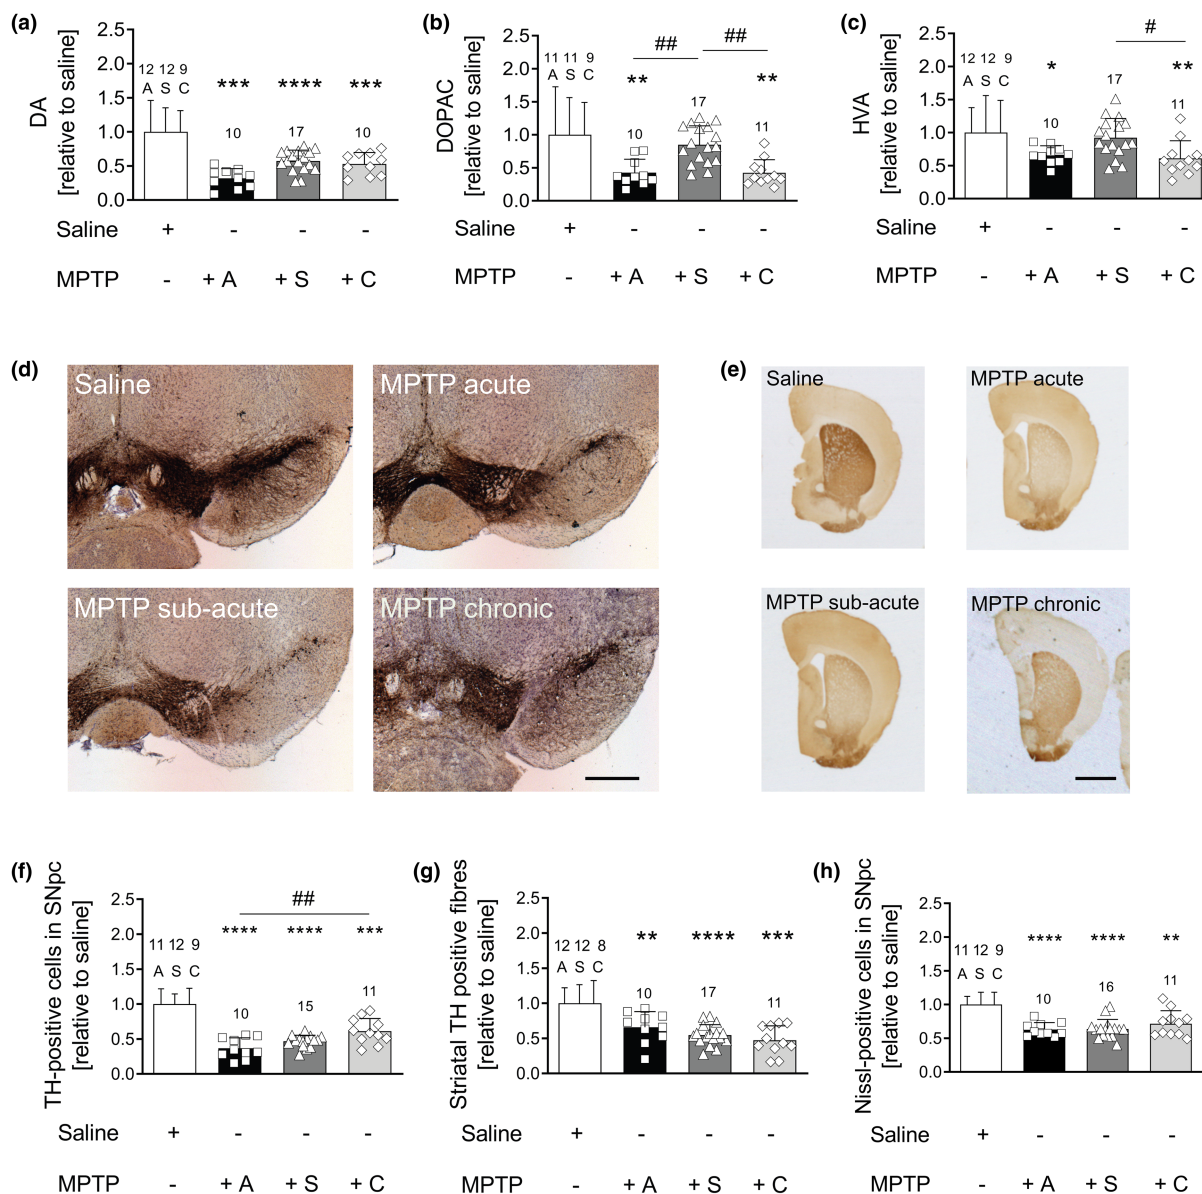 (a)
DA
[relative to saline]
2.5
2.0
1.5
1.0
0.5
0.0
12 12 9
A S C
*** **** ***
10 17 10
Saline + - - -
MPTP - + A + S + C
(b)
DOPAC
[relative to saline]
2.5
2.0
1.5
1.0
0.5
0.0
11 11 9
A S C
## ##
** **
10 17 11
Saline + - - -
MPTP - + A + S + C
(c)
HVA
[relative to saline]
2.5
2.0
1.5
1.0
0.5
0.0
12 12 9
A S C
#
* **
10 17 11
Saline + - - -
MPTP - + A + S + C
(d)
Saline
MPTP acute
MPTP sub-acute
MPTP chronic
(e)
Saline
MPTP acute
MPTP sub-acute
MPTP chronic
(f)
TH-positive cells in SNpc
[relative to saline]
2.5
2.0
1.5
1.0
0.5
0.0
11 12 9
A S C
##
**** **** ***
10 15 11
Saline + - - -
MPTP - + A + S + C
(g)
Striatal TH positive fibres
[relative to saline]
2.5
2.0
1.5
1.0
0.5
0.0
12 12 8
A S C
** **** ***
10 17 11
Saline + - - -
MPTP - + A + S + C
(h)
Nissl-positive cells in SNpc
[relative to saline]
2.5
2.0
1.5
1.0
0.5
0.0
11 12 9
A S C
**** **** **
10 16 11
Saline + - - -
MPTP - + A + S + C